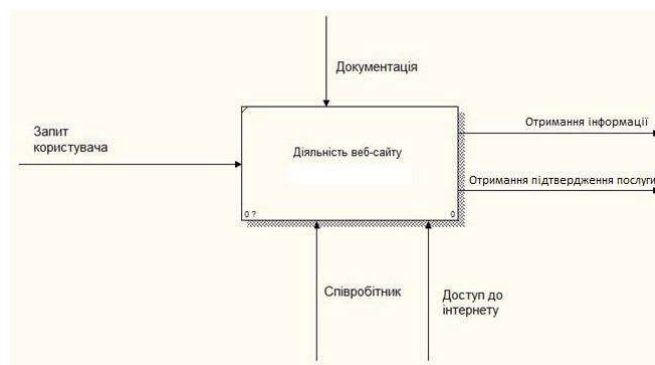 Документація
Запит
користувача
Отримання інформації
Діяльність веб-сайту
Отримання підтвердження послуги
0 ?
0
Співробітник
Доступ до
інтернету